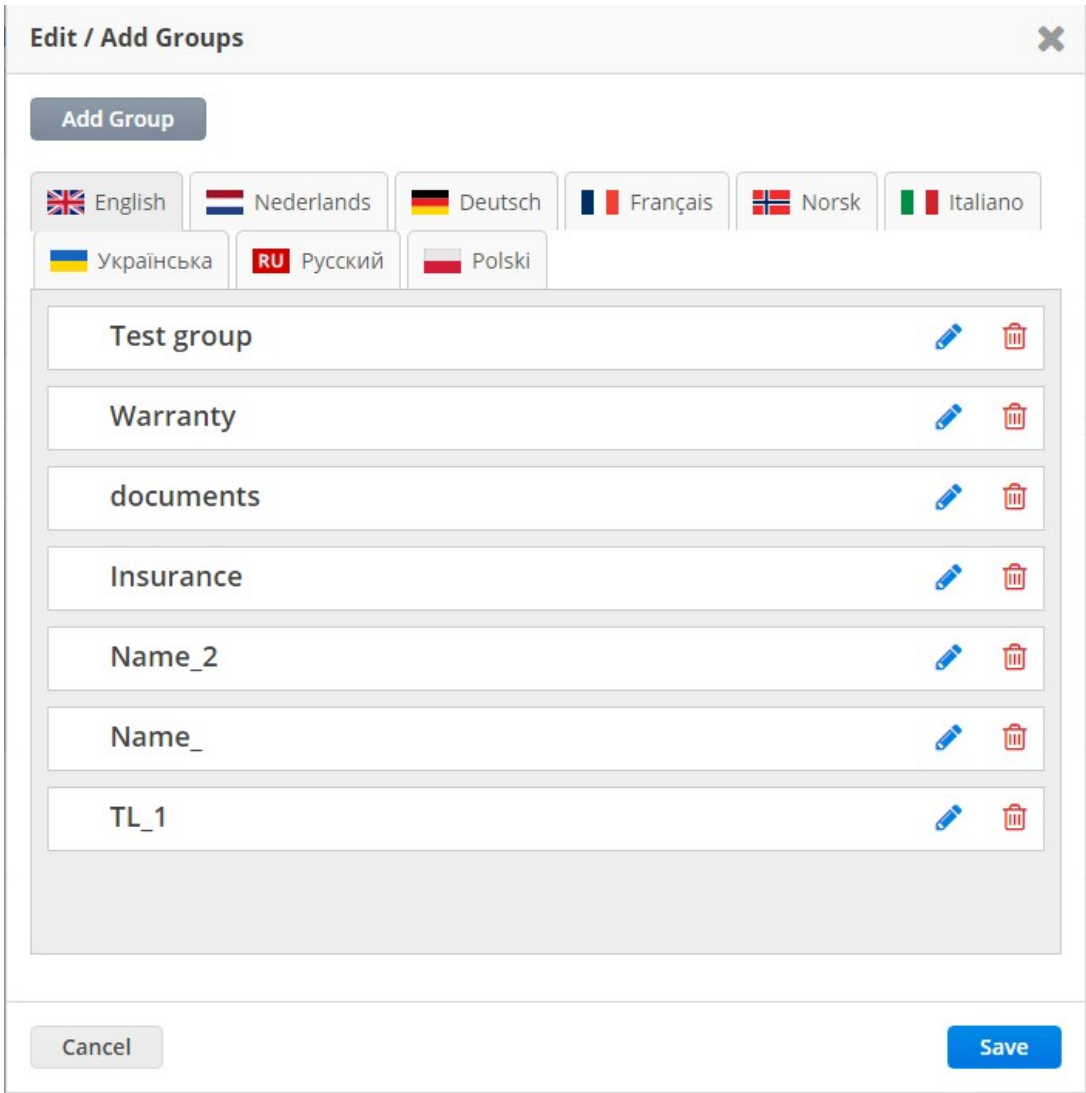 Edit / Add Groups
Add Group
English Nederlands Deutsch Français Norsk Italiano
Українська RU Русский Polski
Test group
Warranty
documents
Insurance
Name_2
Name_
TL_1
Cancel Save